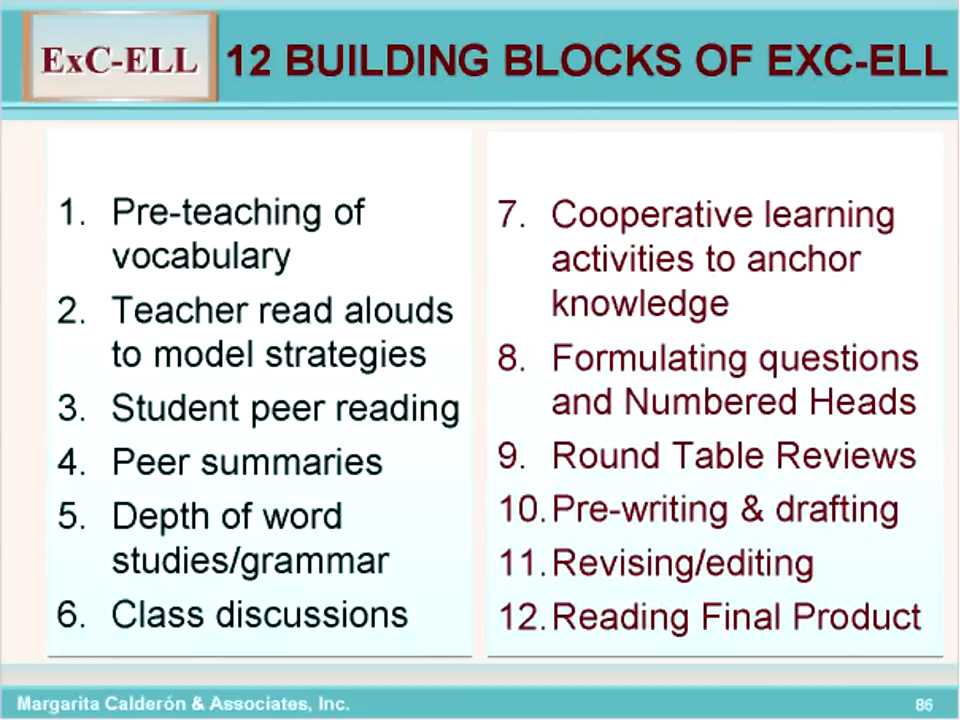 ExC-ELL
12 BUILDING BLOCKS OF EXC-ELL
1. Pre-teaching of
vocabulary
2. Teacher read alouds
to model strategies
3. Student peer reading
4. Peer summaries
5. Depth of word
studies/grammar
6. Class discussions
7. Cooperative learning
activities to anchor
knowledge
8. Formulating questions
and Numbered Heads
9. Round Table Reviews
10. Pre-writing & drafting
11. Revising/editing
12. Reading Final Product
Margarita Calderón & Associates, Inc.
86